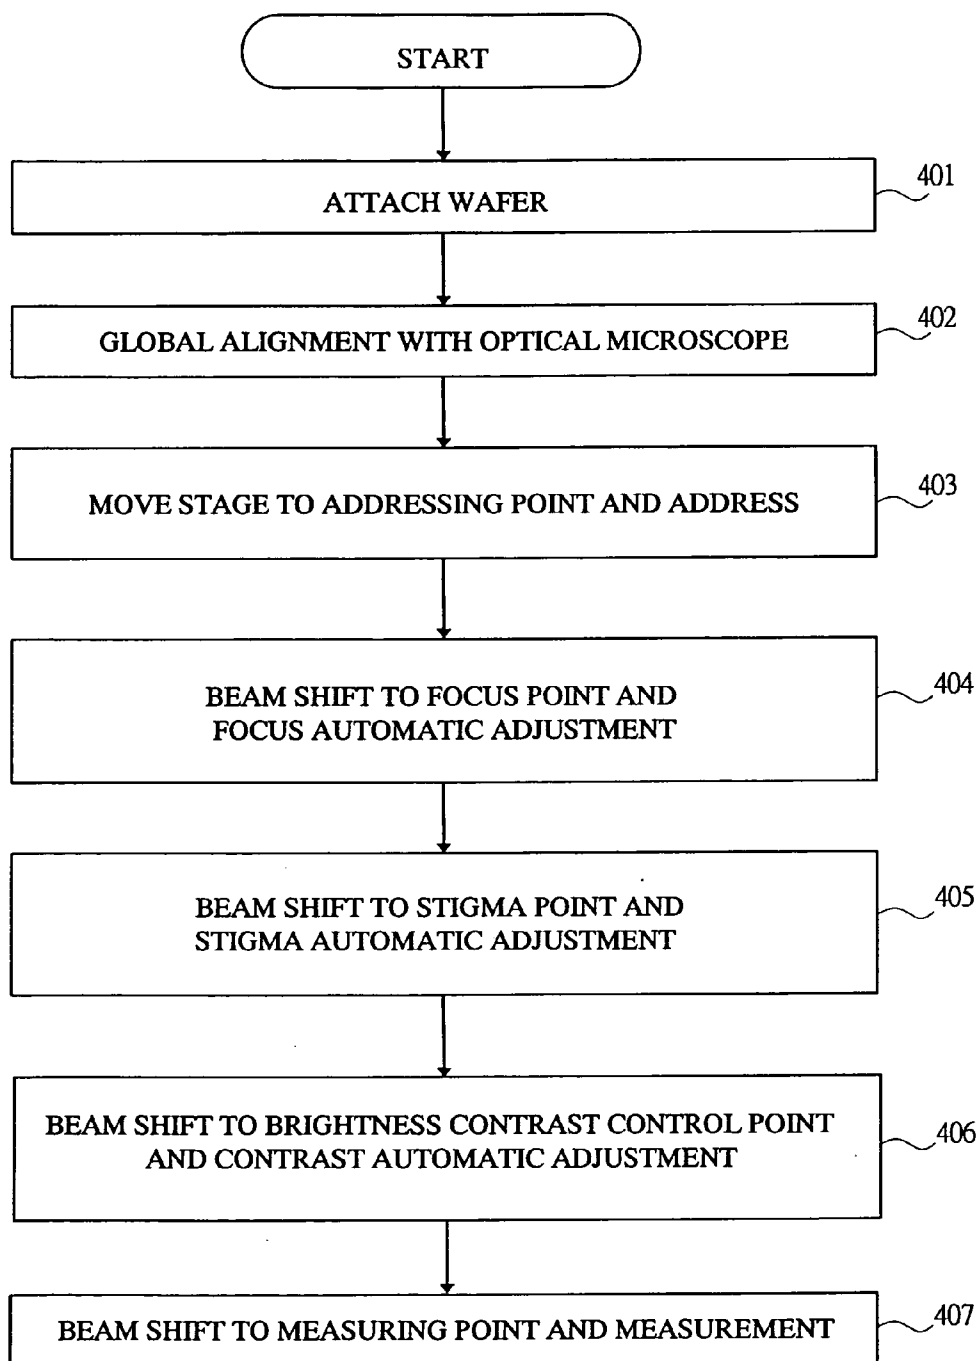 START
401
ATTACH WAFER
402
GLOBAL ALIGNMENT WITH OPTICAL MICROSCOPE
403
MOVE STAGE TO ADDRESSING POINT AND ADDRESS
404
BEAM SHIFT TO FOCUS POINT AND
FOCUS AUTOMATIC ADJUSTMENT
405
BEAM SHIFT TO STIGMA POINT AND
STIGMA AUTOMATIC ADJUSTMENT
406
BEAM SHIFT TO BRIGHTNESS CONTRAST CONTROL POINT
AND CONTRAST AUTOMATIC ADJUSTMENT
407
BEAM SHIFT TO MEASURING POINT AND MEASUREMENT